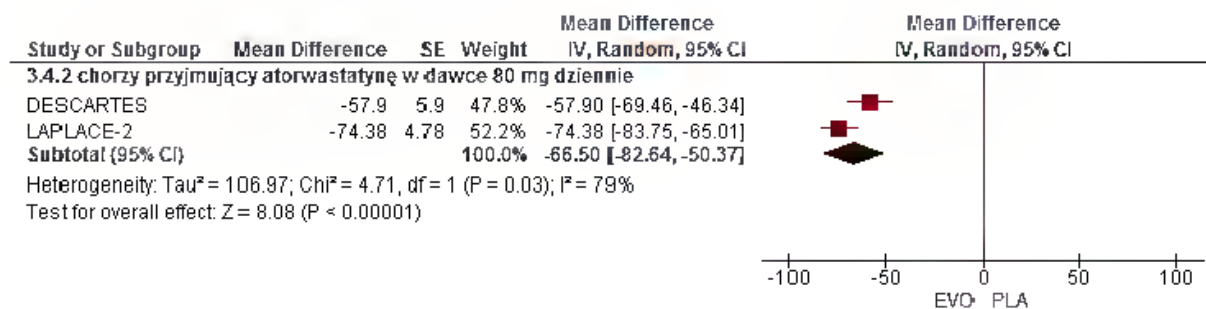 Mean Difference Mean Difference
Study or Subgroup Mean Difference SE Weight IV, Random, 95% CI IV, Random, 95% CI
3.4.2 chorzy przyjmujący atorwastatynę w dawce 80 mg dziennie
DESCARTES -57.9 5.9 47.8% -57.90 [-69.46, -46.34]
LAPLACE-2 -74.38 4.78 52.2% -74.38 [-83.75, -65.01]
Subtotal (95% CI) 100.0% -66.50 [-82.64, -50.37]
Heterogeneity: Tau² = 106.97; Chi² = 4.71, df = 1 (P = 0.03); I² = 79%
Test for overall effect: Z = 8.08 (P < 0.00001)
-100 -50 0 50 100
EVO PLA